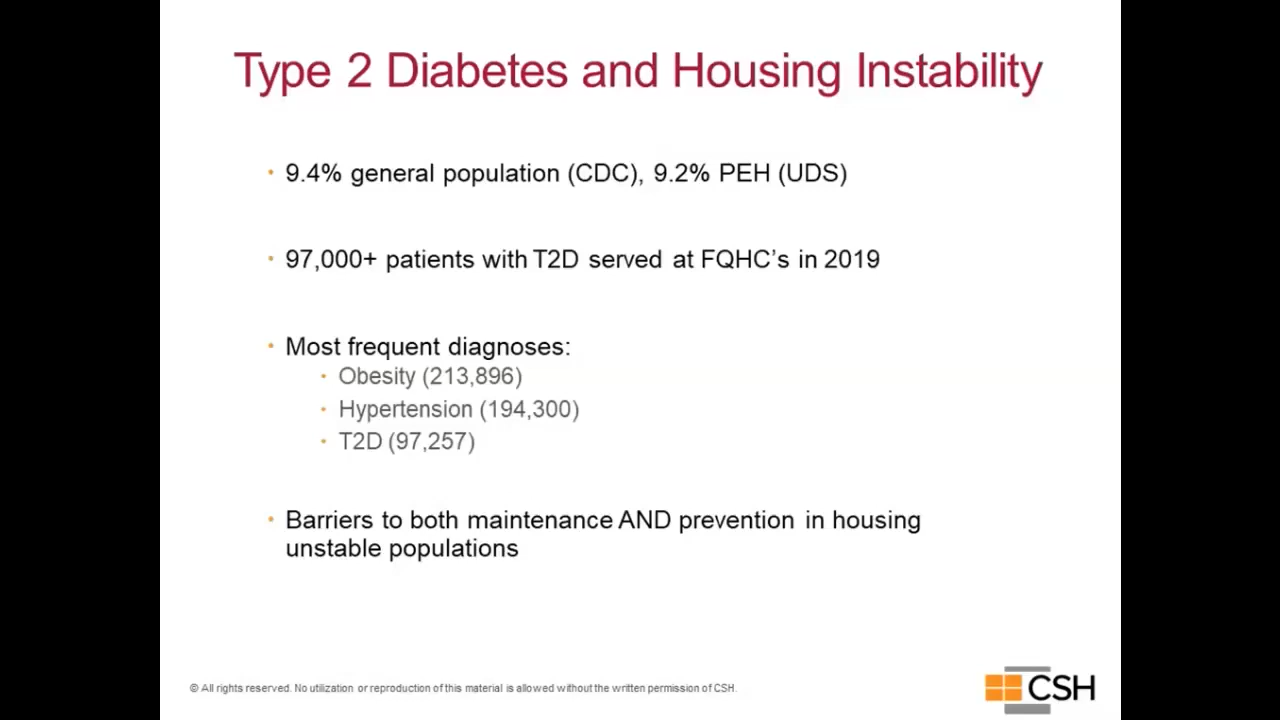 Type 2 Diabetes and Housing Instability
• 9.4% general population (CDC), 9.2% PEH (UDS)
• 97,000+ patients with T2D served at FQHC’s in 2019
• Most frequent diagnoses:
• Obesity (213,896)
• Hypertension (194,300)
• T2D (97,257)
• Barriers to both maintenance AND prevention in housing
unstable populations
© All rights reserved. No utilization or reproduction of this material is allowed without the written permission of CSH.
CSH